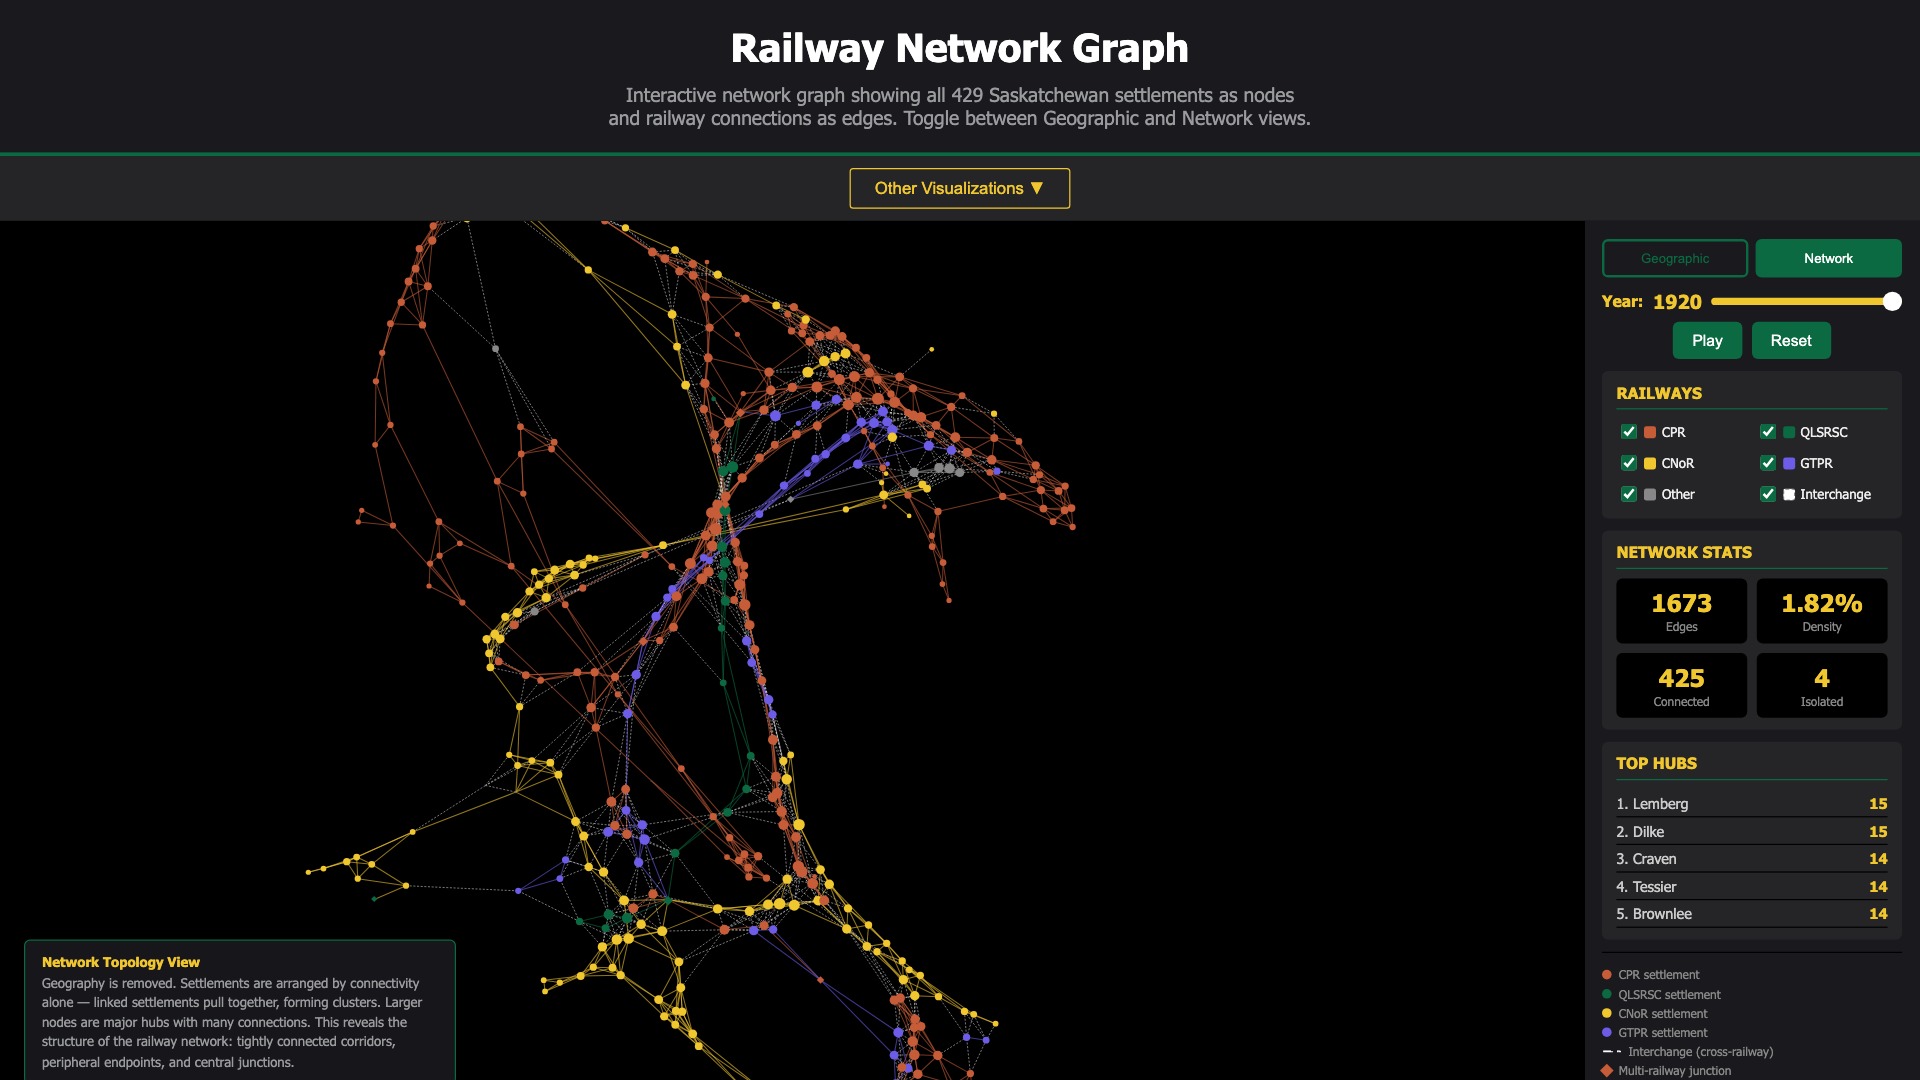 Railway Network Graph
Interactive network graph showing all 429 Saskatchewan settlements as nodes
and railway connections as edges. Toggle between Geographic and Network views.
Other Visualizations ▼
Geographic
Network
Year: 1920
Play
Reset
RAILWAYS
CPR
QLSRSC
CNoR
GTPR
Other
Interchange
NETWORK STATS
1673
Edges
1.82%
Density
425
Connected
4
Isolated
TOP HUBS
1. Lemberg 15
2. Dilke 15
3. Craven 14
4. Tessier 14
5. Brownlee 14
CPR settlement
QLSRSC settlement
CNoR settlement
GTPR settlement
Interchange (cross-railway)
Multi-railway junction
Network Topology View
Geography is removed. Settlements are arranged by connectivity
alone — linked settlements pull together, forming clusters. Larger
nodes are major hubs with many connections. This reveals the
structure of the railway network: tightly connected corridors,
peripheral endpoints, and central junctions.